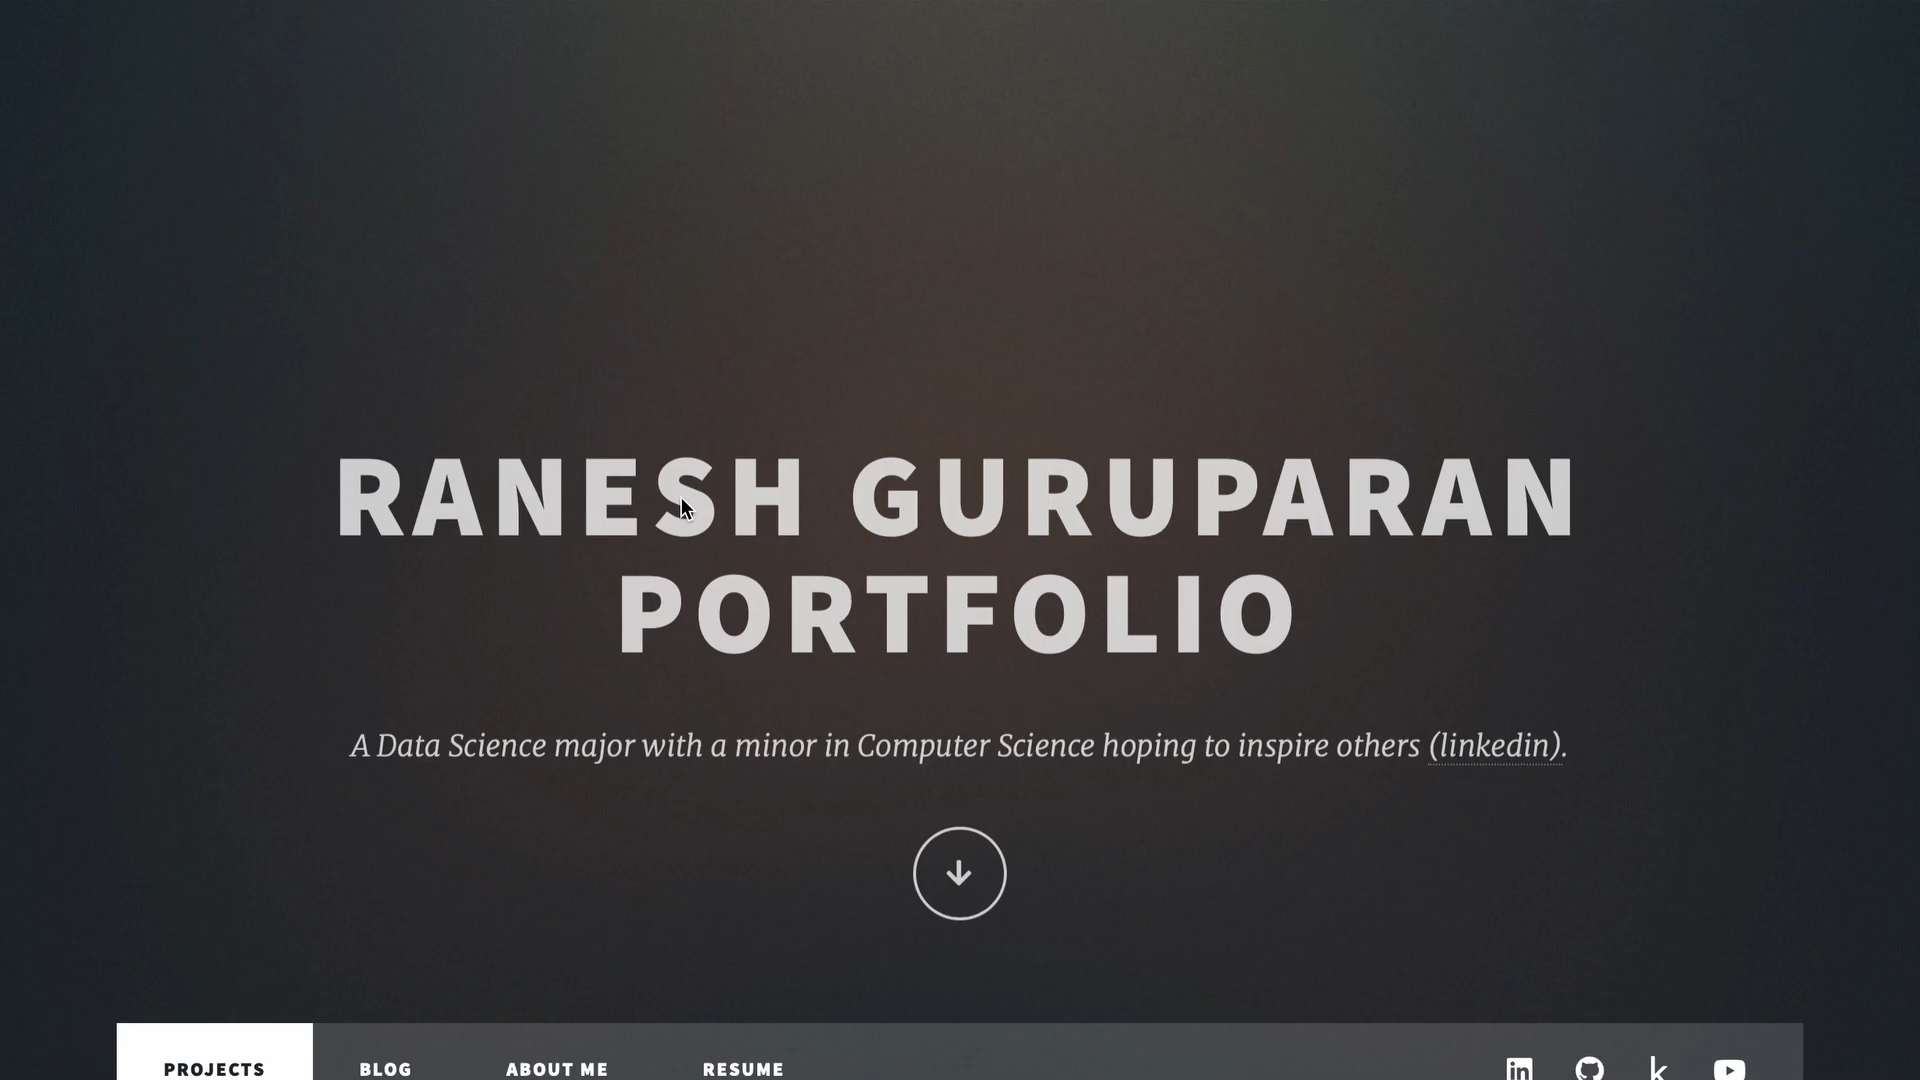 RANESH GURUPARAN
PORTFOLIO
A Data Science major with a minor in Computer Science hoping to inspire others (linkedin).
PROJECTS BLOG ABOUT ME RESUME